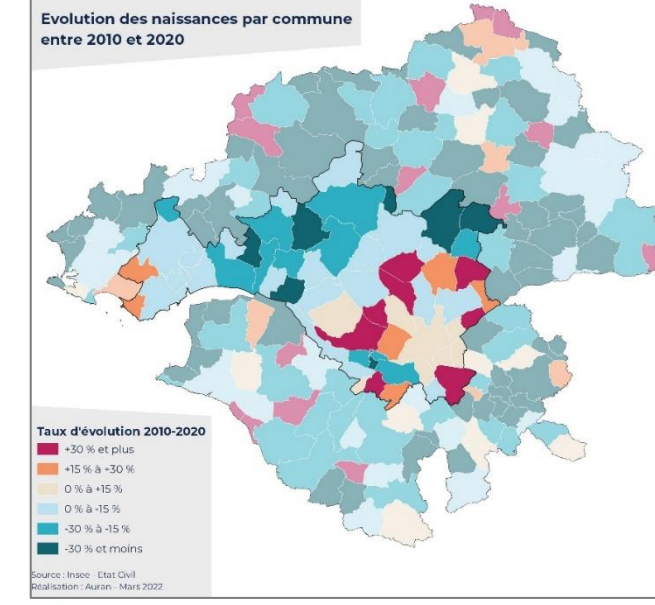 Evolution des naissances par commune
entre 2010 et 2020
Taux d'évolution 2010-2020
+30 % et plus
+15 % à +30 %
0 % à +15 %
0 % à -15 %
-30 % à -15 %
-30 % et moins
Source : Insee - Etat Civil
Réalisation : Auran - Mars 2022